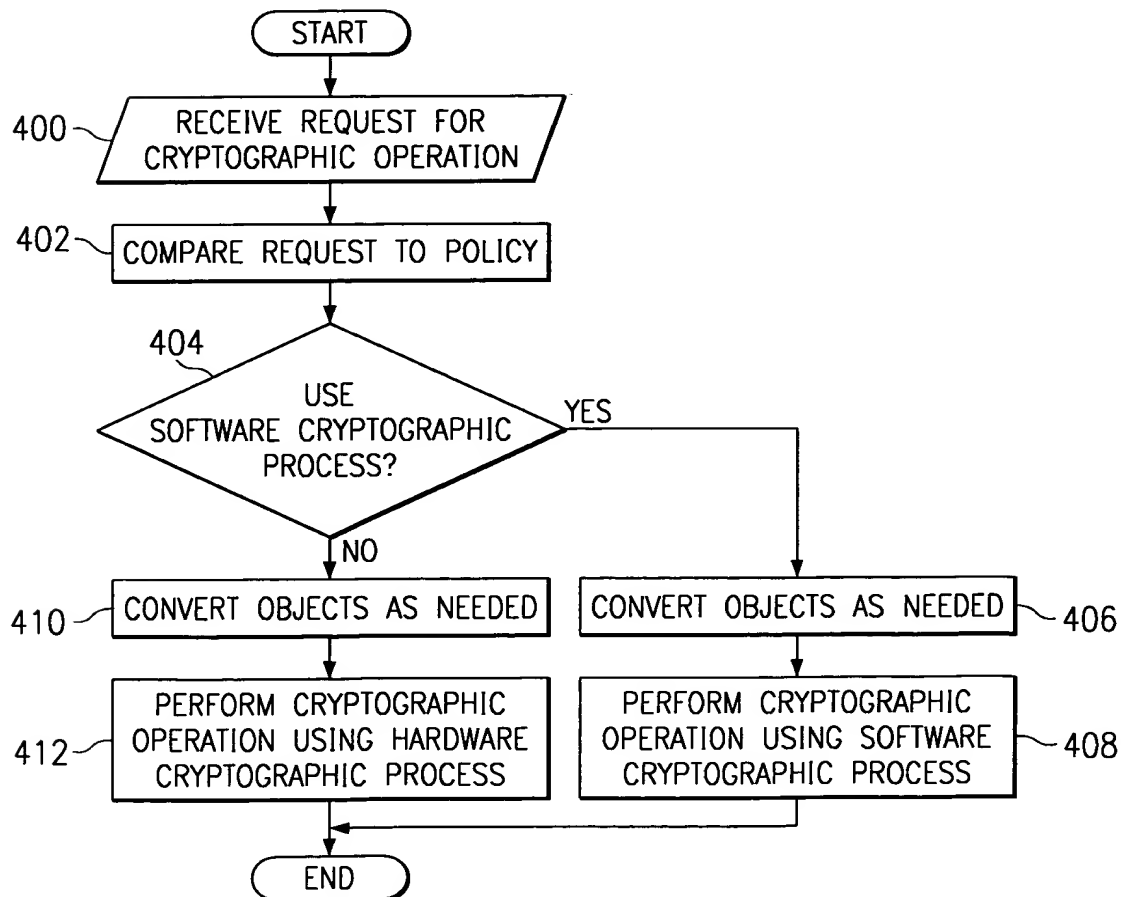 START
400
RECEIVE REQUEST FOR
CRYPTOGRAPHIC OPERATION
402
COMPARE REQUEST TO POLICY
404
USE
SOFTWARE CRYPTOGRAPHIC
PROCESS?
YES
NO
410
CONVERT OBJECTS AS NEEDED
CONVERT OBJECTS AS NEEDED
406
412
PERFORM CRYPTOGRAPHIC
OPERATION USING HARDWARE
CRYPTOGRAPHIC PROCESS
PERFORM CRYPTOGRAPHIC
OPERATION USING SOFTWARE
CRYPTOGRAPHIC PROCESS
408
END